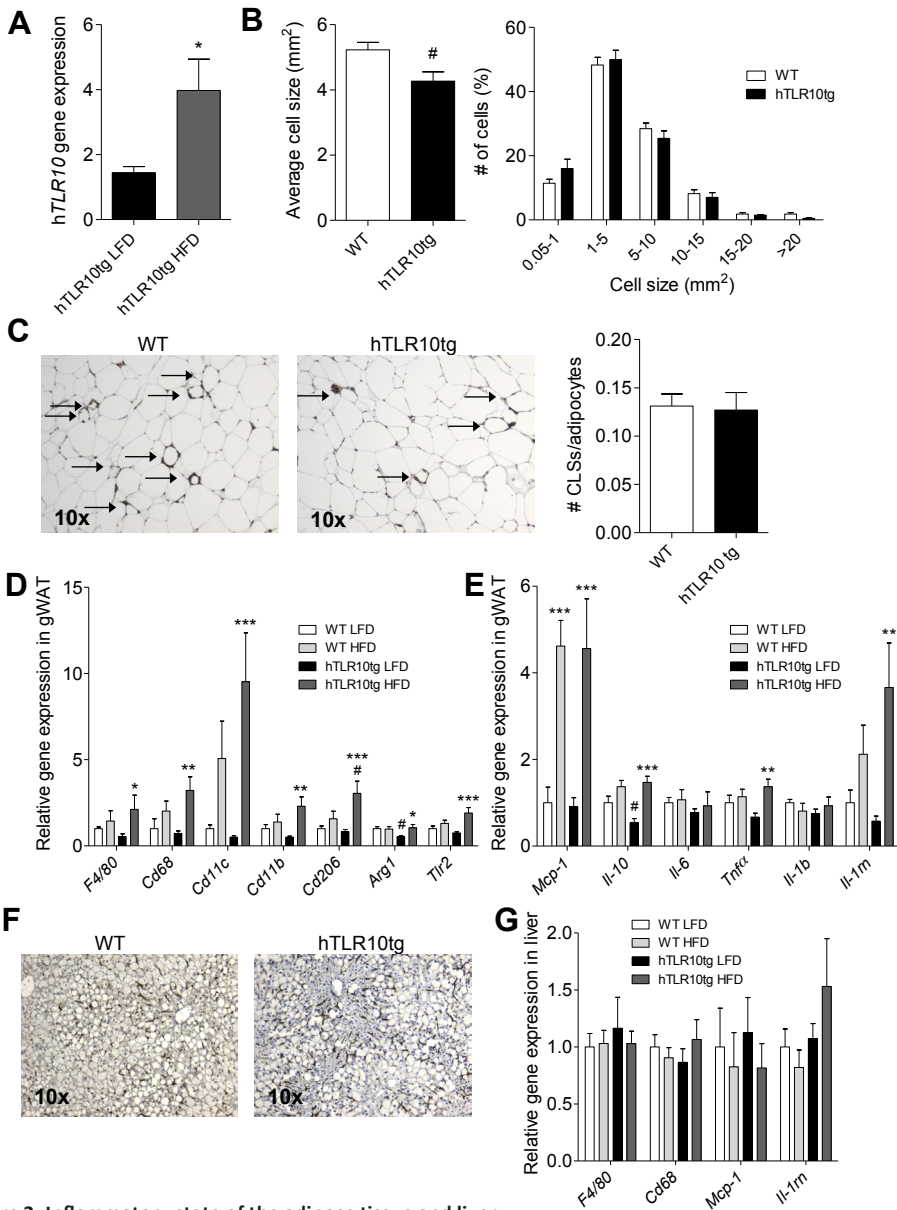 A
hTLR10 gene expression
6
4
2
0
*
hTLR10tg LFD
hTLR10tg HFD
B
Average cell size (mm²)
6
4
2
0
#
WT
hTLR10tg
# of cells (%)
60
40
20
0
WT
hTLR10tg
0.05-1
1-5
5-10
10-15
15-20
>20
Cell size (mm²)
C
WT
10x
hTLR10tg
10x
# CLSs/adipocytes
0.20
0.15
0.10
0.05
0.00
WT
hTLR10 tg
D
Relative gene expression in gWAT
15
10
5
0
WT LFD
WT HFD
hTLR10tg LFD
hTLR10tg HFD
*
**
***
**
***
#
#
*
***
F4/80
Cd68
Cd11c
Cd11b
Cd206
Arg1
Tlr2
E
Relative gene expression in gWAT
6
4
2
0
WT LFD
WT HFD
hTLR10tg LFD
hTLR10tg HFD
***
***
#
***
**
**
Mcp-1
Il-10
Il-6
Tnfα
Il-1b
Il-1rn
F
WT
10x
hTLR10tg
10x
G
Relative gene expression in liver
2.0
1.5
1.0
0.5
0.0
WT LFD
WT HFD
hTLR10tg LFD
hTLR10tg HFD
F4/80
Cd68
Mcp-1
Il-1rn